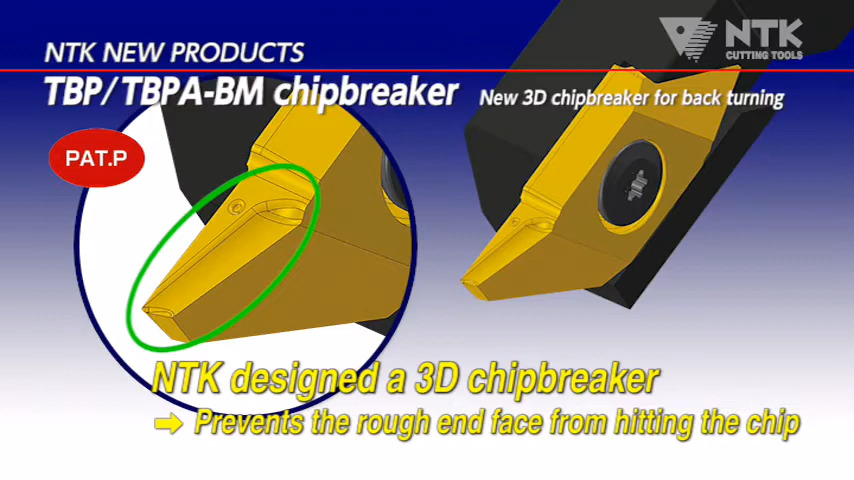 NTK
CUTTING TOOLS
NTK NEW PRODUCTS
TBP/TBPA-BM chipbreaker New 3D chipbreaker for back turning
PAT.P
NTK designed a 3D chipbreaker
➡ Prevents the rough end face from hitting the chip